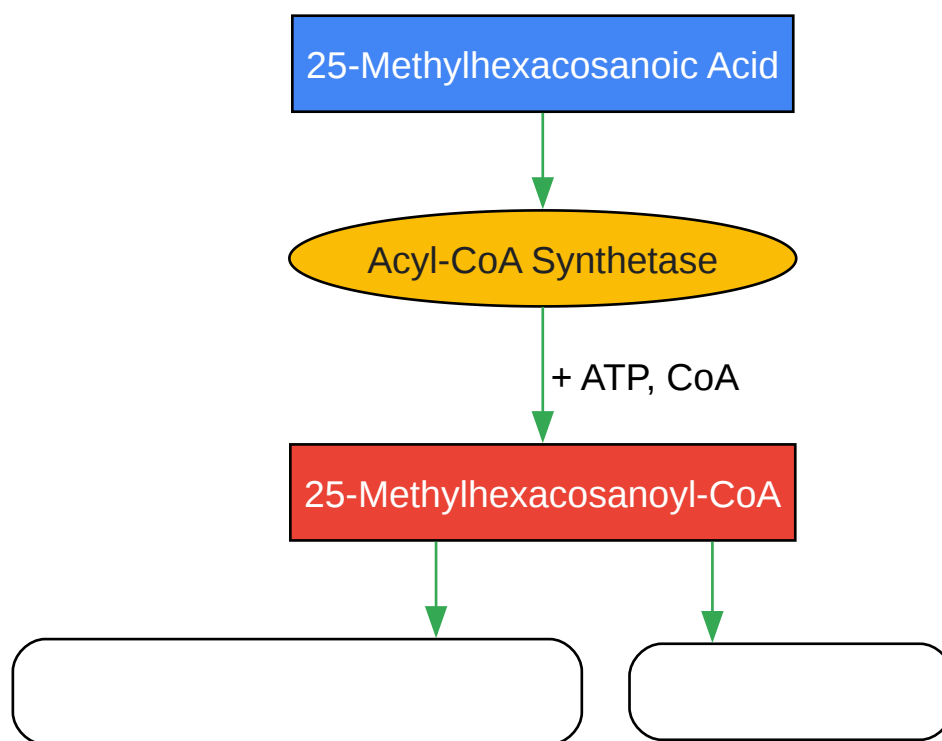 25-Methylhexacosanoic Acid
Acyl-CoA Synthetase
+ ATP, CoA
25-Methylhexacosanoyl-CoA